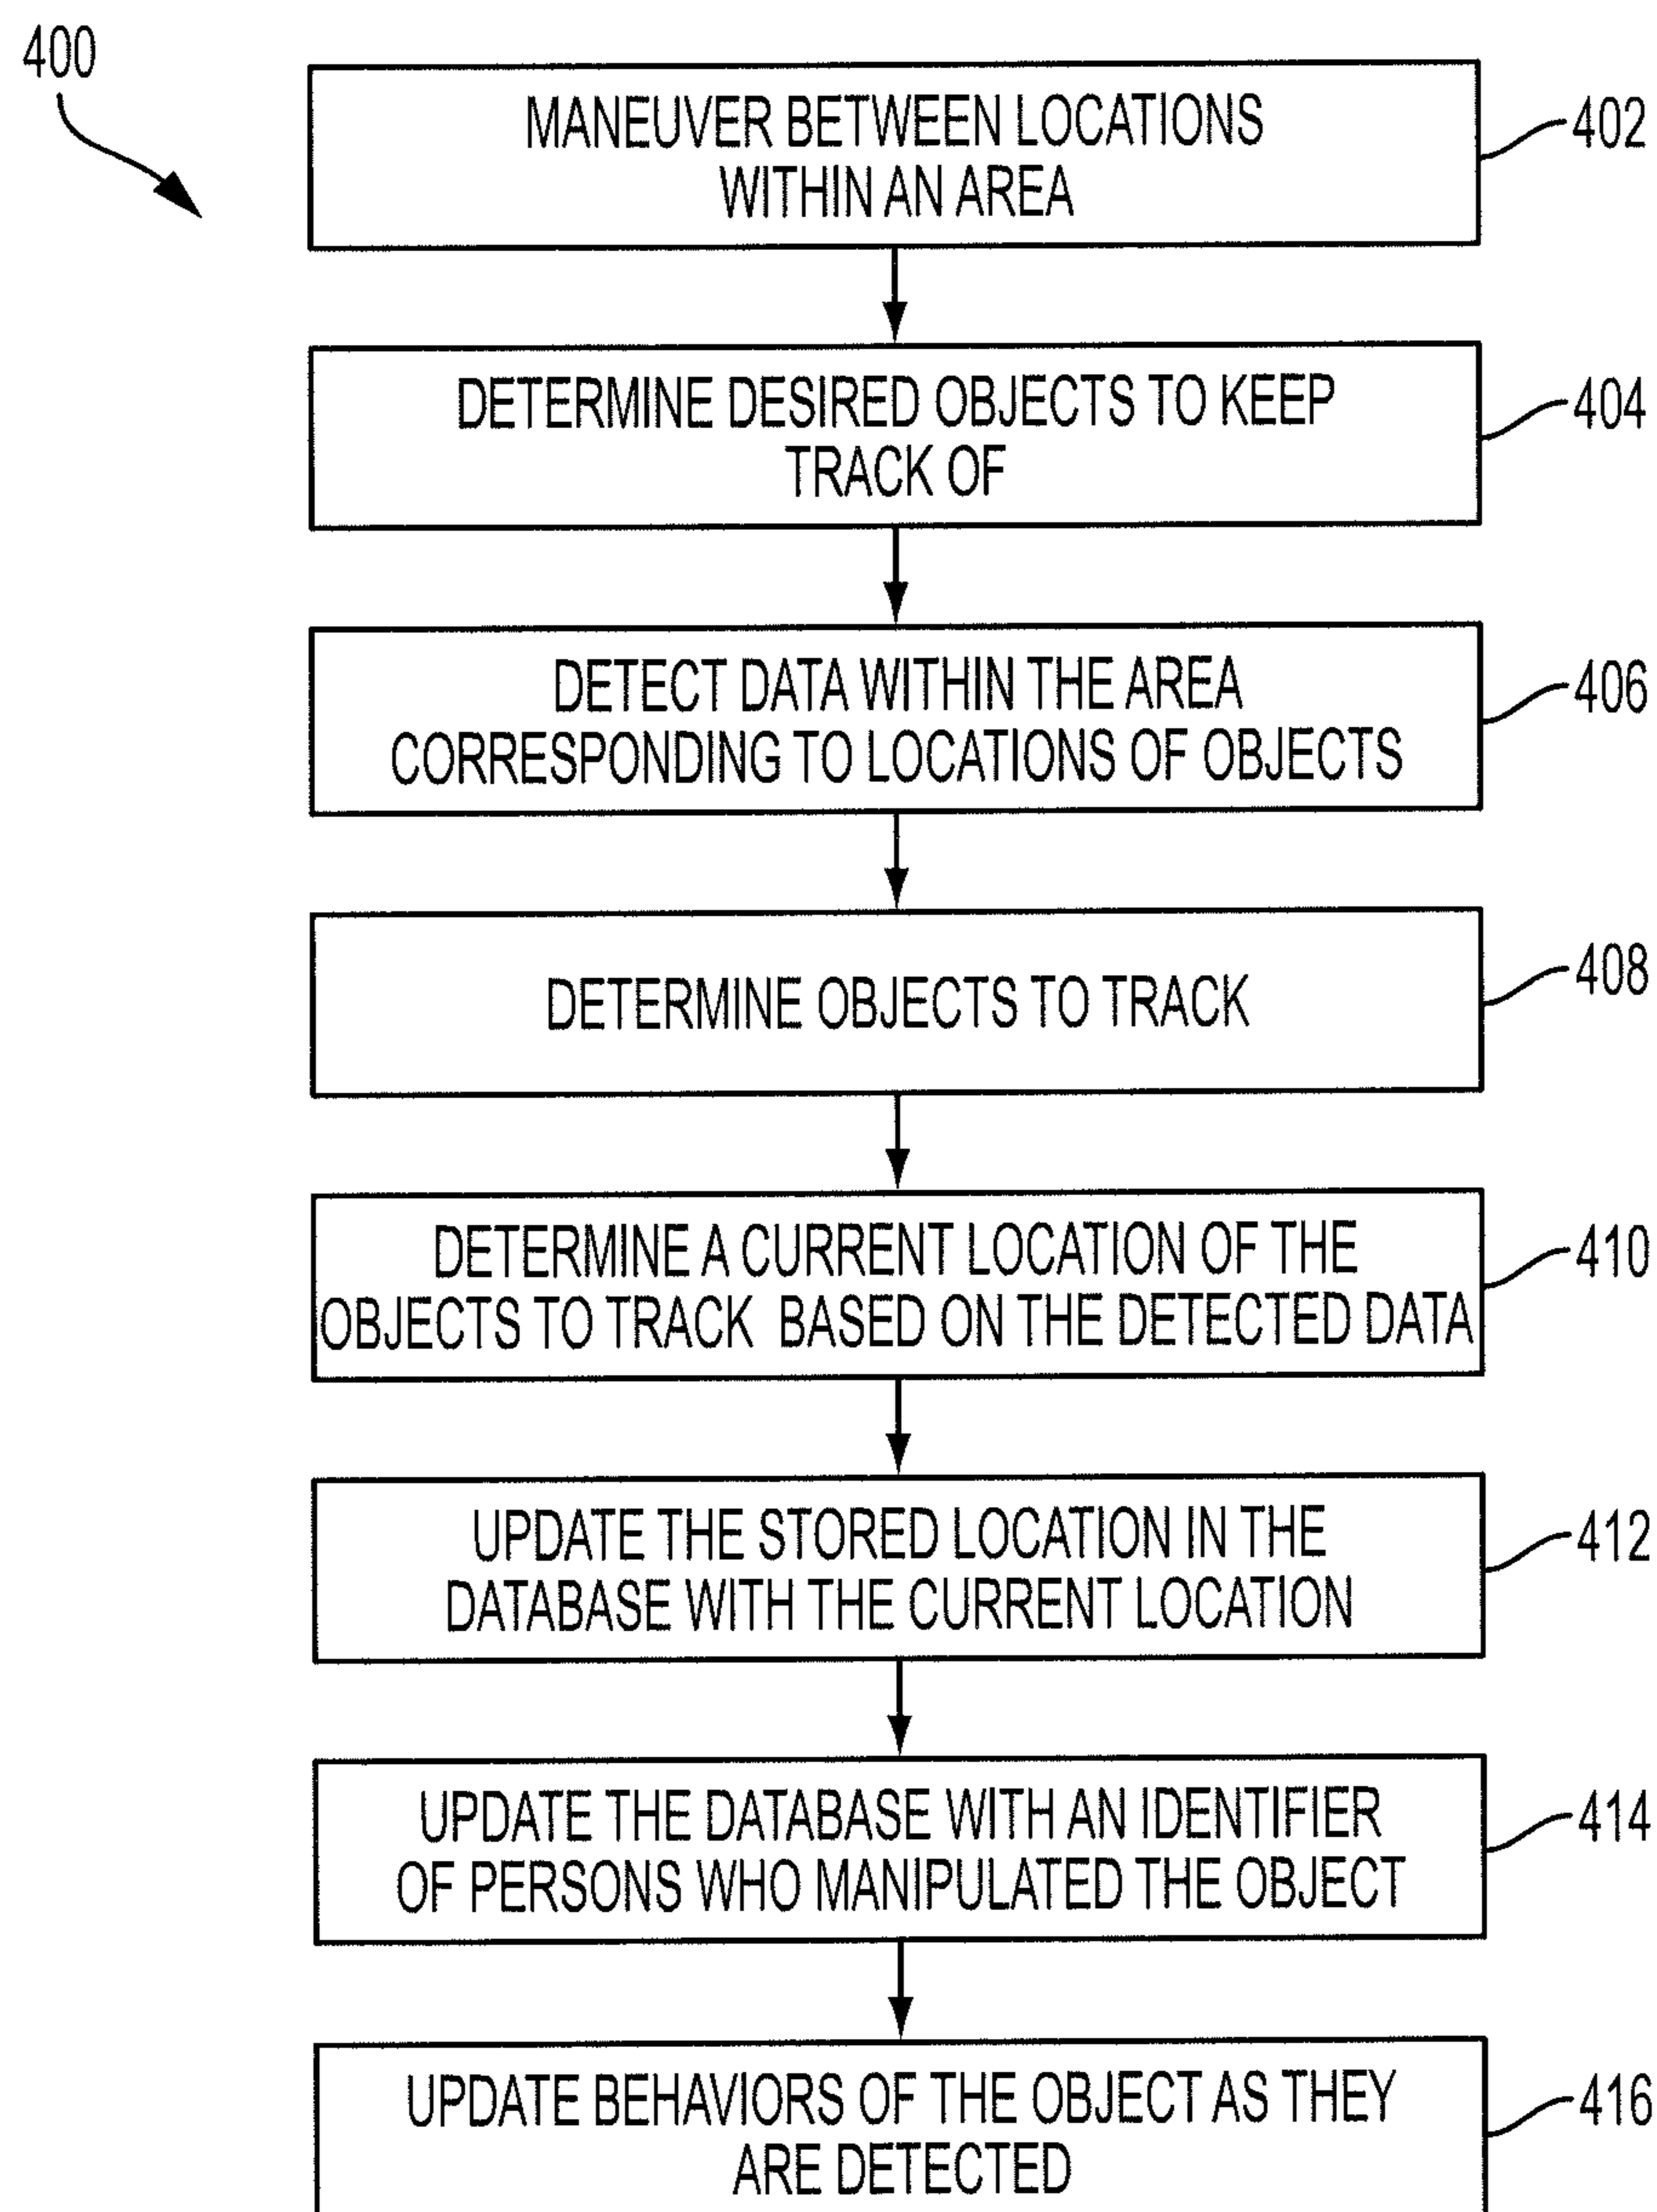 400
MANEUVER BETWEEN LOCATIONS
WITHIN AN AREA
402
DETERMINE DESIRED OBJECTS TO KEEP
TRACK OF
404
DETECT DATA WITHIN THE AREA
CORRESPONDING TO LOCATIONS OF OBJECTS
406
DETERMINE OBJECTS TO TRACK
408
DETERMINE A CURRENT LOCATION OF THE
OBJECTS TO TRACK BASED ON THE DETECTED DATA
410
UPDATE THE STORED LOCATION IN THE
DATABASE WITH THE CURRENT LOCATION
412
UPDATE THE DATABASE WITH AN IDENTIFIER
OF PERSONS WHO MANIPULATED THE OBJECT
414
UPDATE BEHAVIORS OF THE OBJECT AS THEY
ARE DETECTED
416